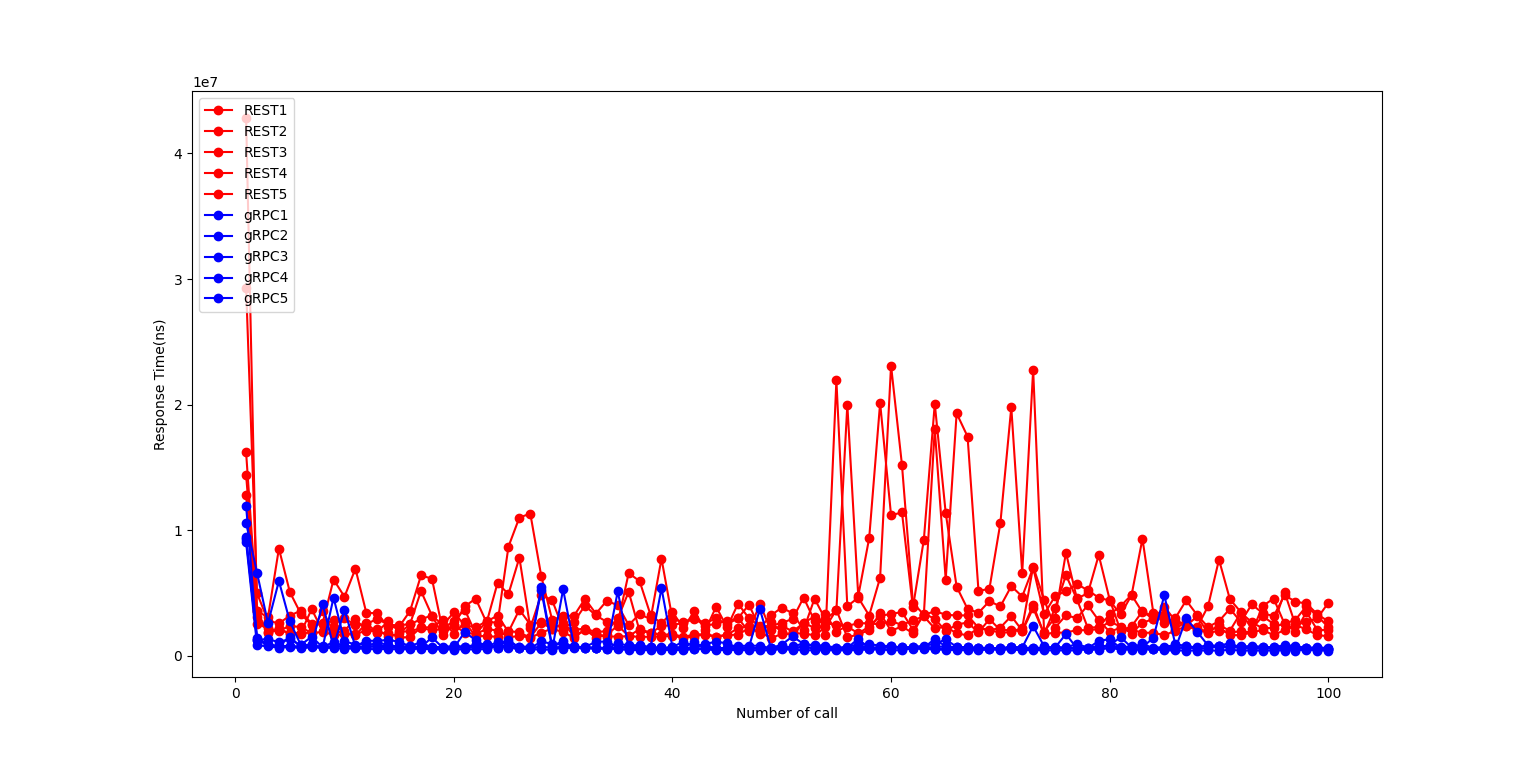 1e7
REST1
REST2
REST3
REST4
REST5
gRPC1
gRPC2
gRPC3
gRPC4
gRPC5
4
3
2
1
0
Response Time(ns)
0 20 40 60 80 100
Number of call